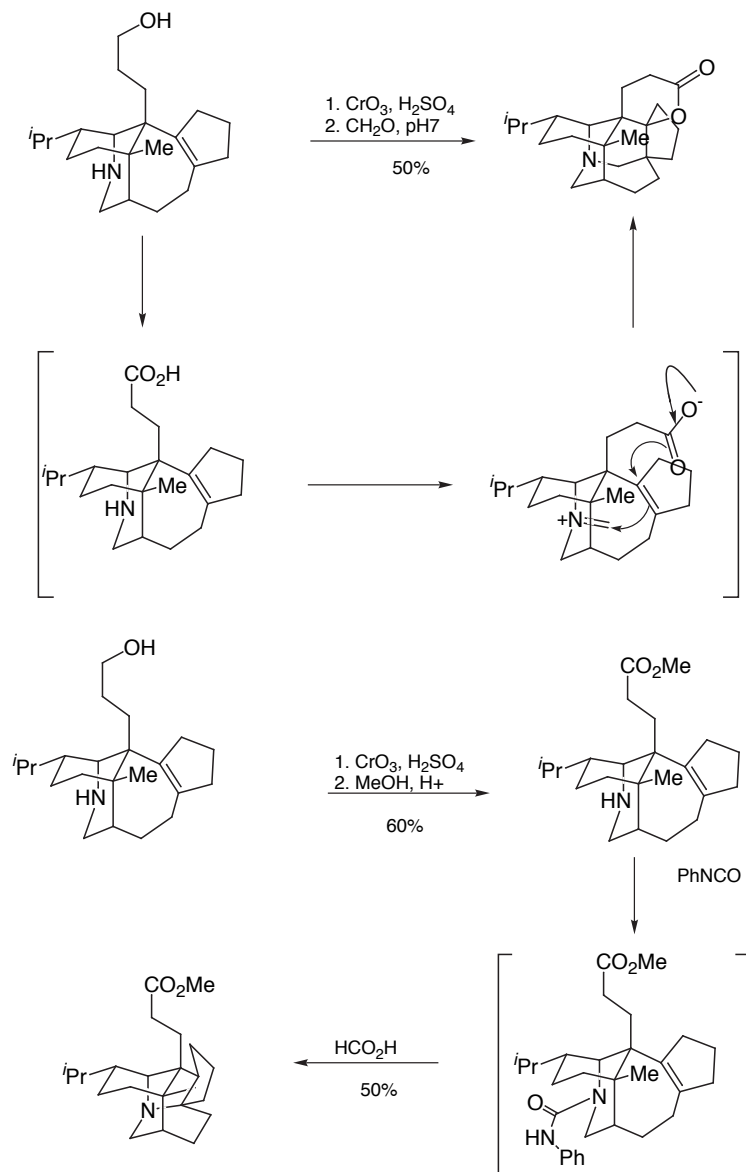 OH
O
1. CrO3, H2SO4
2. CH2O, pH7
O
iPr
Me
iPr
Me
HN
50%
N
CO2H
O-
O
iPr
Me
iPr
Me
HN
N
+
OH
CO2Me
iPr
Me
1. CrO3, H2SO4
2. MeOH, H+
iPr
Me
HN
60%
HN
PhNCO
CO2Me
CO2Me
HCO2H
iPr
iPr
Me
50%
N
O
N
HN
Ph